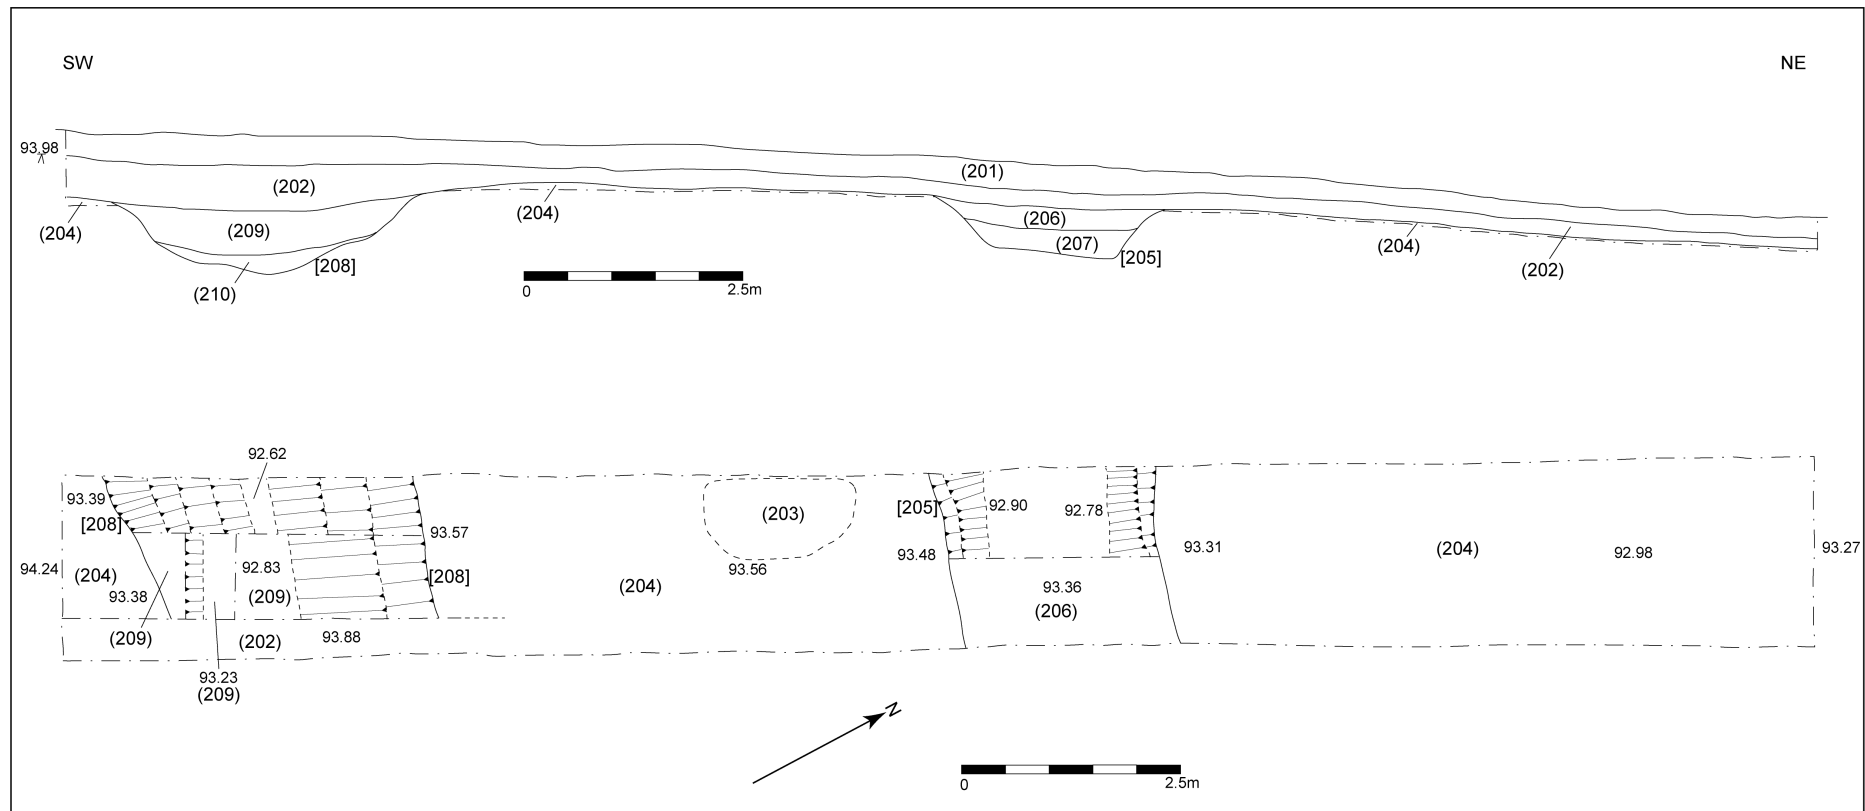 SW NE
93.98
(201)
(202)
(204) (209) (204) (206) (207) (204)
[208] [205] (202)
(210)
0 2.5m
92.62
93.39 [205] 92.90 92.78
[208] (203)
93.57
94.24 93.48 93.31 (204) 92.98 93.27
(204) 92.83 [208] 93.56
93.38 (209) (204) 93.36
(206)
(209) (202) 93.88
93.23
(209)
N
0 2.5m